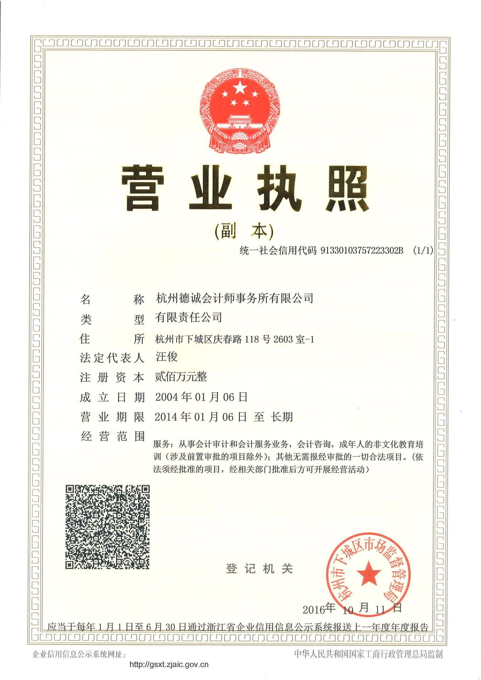 营业执照
(副 本)
统一社会信用代码 91330103757223302B (1/1)
名 称 杭州德诚会计师事务所有限公司
类 型 有限责任公司
住 所 杭州市下城区庆春路 118 号 2603 室-1
法定代表人 汪俊
注 册 资 本 贰佰万元整
成 立 日 期 2004 年 01 月 06 日
营 业 期 限 2014 年 01 月 06 日 至 长期
经 营 范 围 服务：从事会计审计和会计服务业务，会计咨询，成年人的非文化教育培
训（涉及前置审批的项目除外）；其他无需报经审批的一切合法项目。（依
法须经批准的项目，经相关部门批准后方可开展经营活动）
登 记 机 关
杭州市下城区市场监督管理局
2016年 10 月 11 日
应当于每年 1 月 1 日至 6 月 30 日通过浙江省企业信用信息公示系统报送上一年度年度报告
企业信用信息公示系统网址：
http://gsxt.zjaic.gov.cn
中华人民共和国国家工商行政管理总局监制